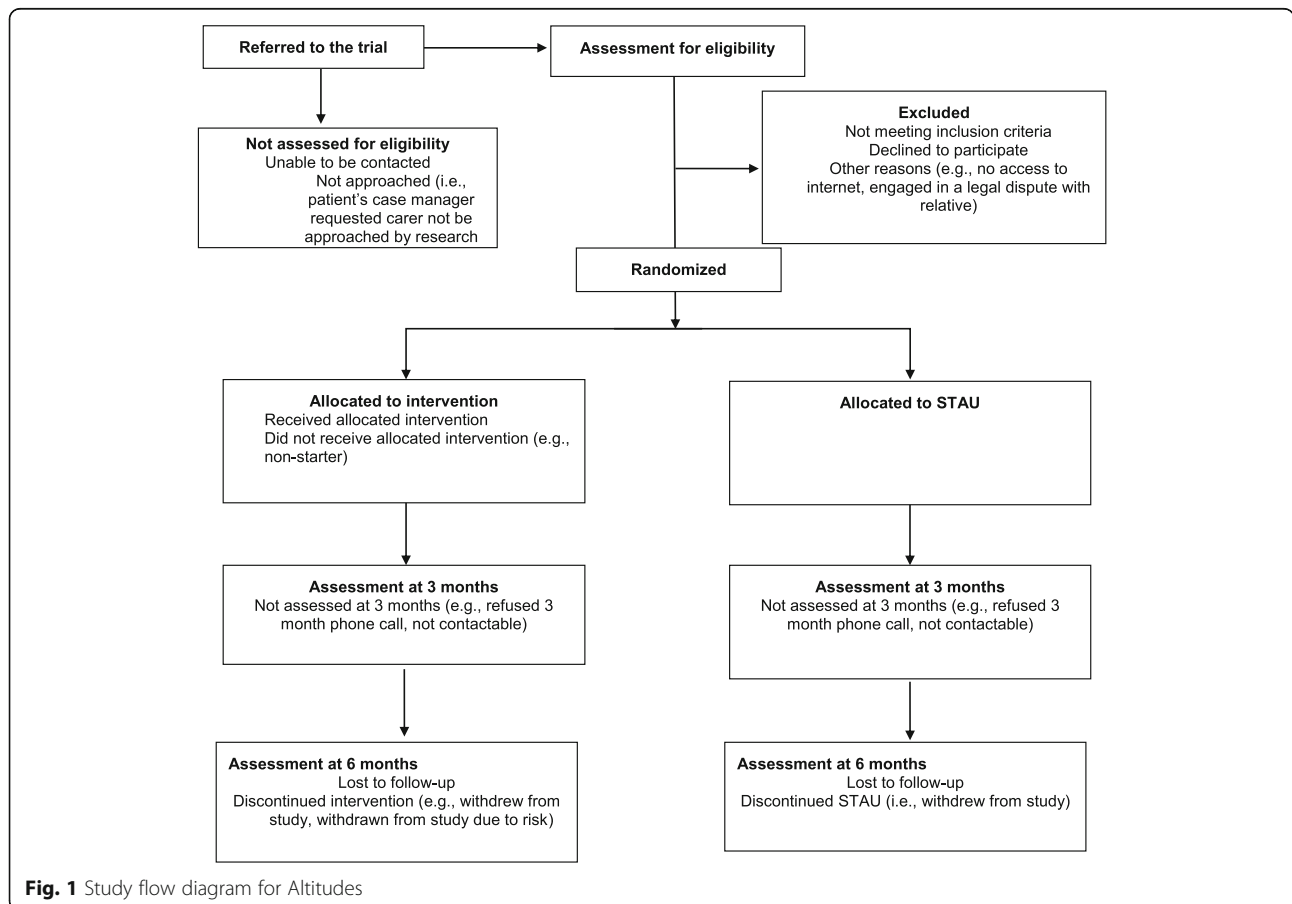 Referred to the trial
Assessment for eligibility
Not assessed for eligibility
Unable to be contacted
Not approached (i.e.,
patient's case manager
requested carer not be
approached by research
Excluded
Not meeting inclusion criteria
Declined to participate
Other reasons (e.g., no access to
internet, engaged in a legal dispute with
relative)
Randomized
Allocated to intervention
Received allocated intervention
Did not receive allocated intervention (e.g.,
non-starter)
Allocated to STAU
Assessment at 3 months
Not assessed at 3 months (e.g., refused 3
month phone call, not contactable)
Assessment at 3 months
Not assessed at 3 months (e.g., refused 3
month phone call, not contactable)
Assessment at 6 months
Lost to follow-up
Discontinued intervention (e.g., withdrew from
study, withdrawn from study due to risk)
Assessment at 6 months
Lost to follow-up
Discontinued STAU (i.e., withdrew from study)
Fig. 1 Study flow diagram for Altitudes